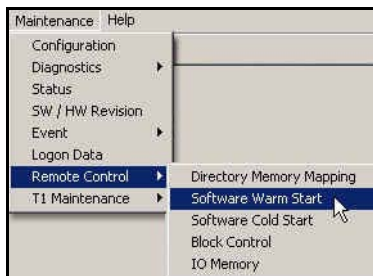 Maintenance Help
Configuration
Diagnostics
Status
SW / HW Revision
Event
Logon Data
Remote Control
T1 Maintenance
Directory Memory Mapping
Software Warm Start
Software Cold Start
Block Control
IO Memory